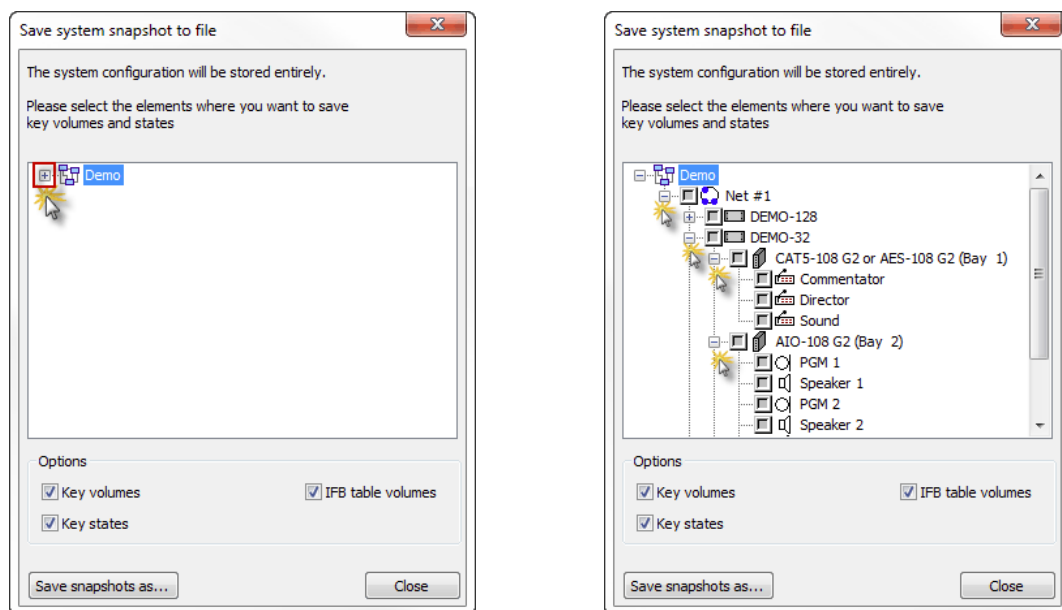 Save system snapshot to file
The system configuration will be stored entirely.
Please select the elements where you want to save
key volumes and states
Demo
Options
Key volumes
IFB table volumes
Key states
Save snapshots as...
Close
Save system snapshot to file
The system configuration will be stored entirely.
Please select the elements where you want to save
key volumes and states
Demo
Net #1
DEMO-128
DEMO-32
CAT5-108 G2 or AES-108 G2 (Bay 1)
Commentator
Director
Sound
AIO-108 G2 (Bay 2)
PGM 1
Speaker 1
PGM 2
Speaker 2
Options
Key volumes
IFB table volumes
Key states
Save snapshots as...
Close